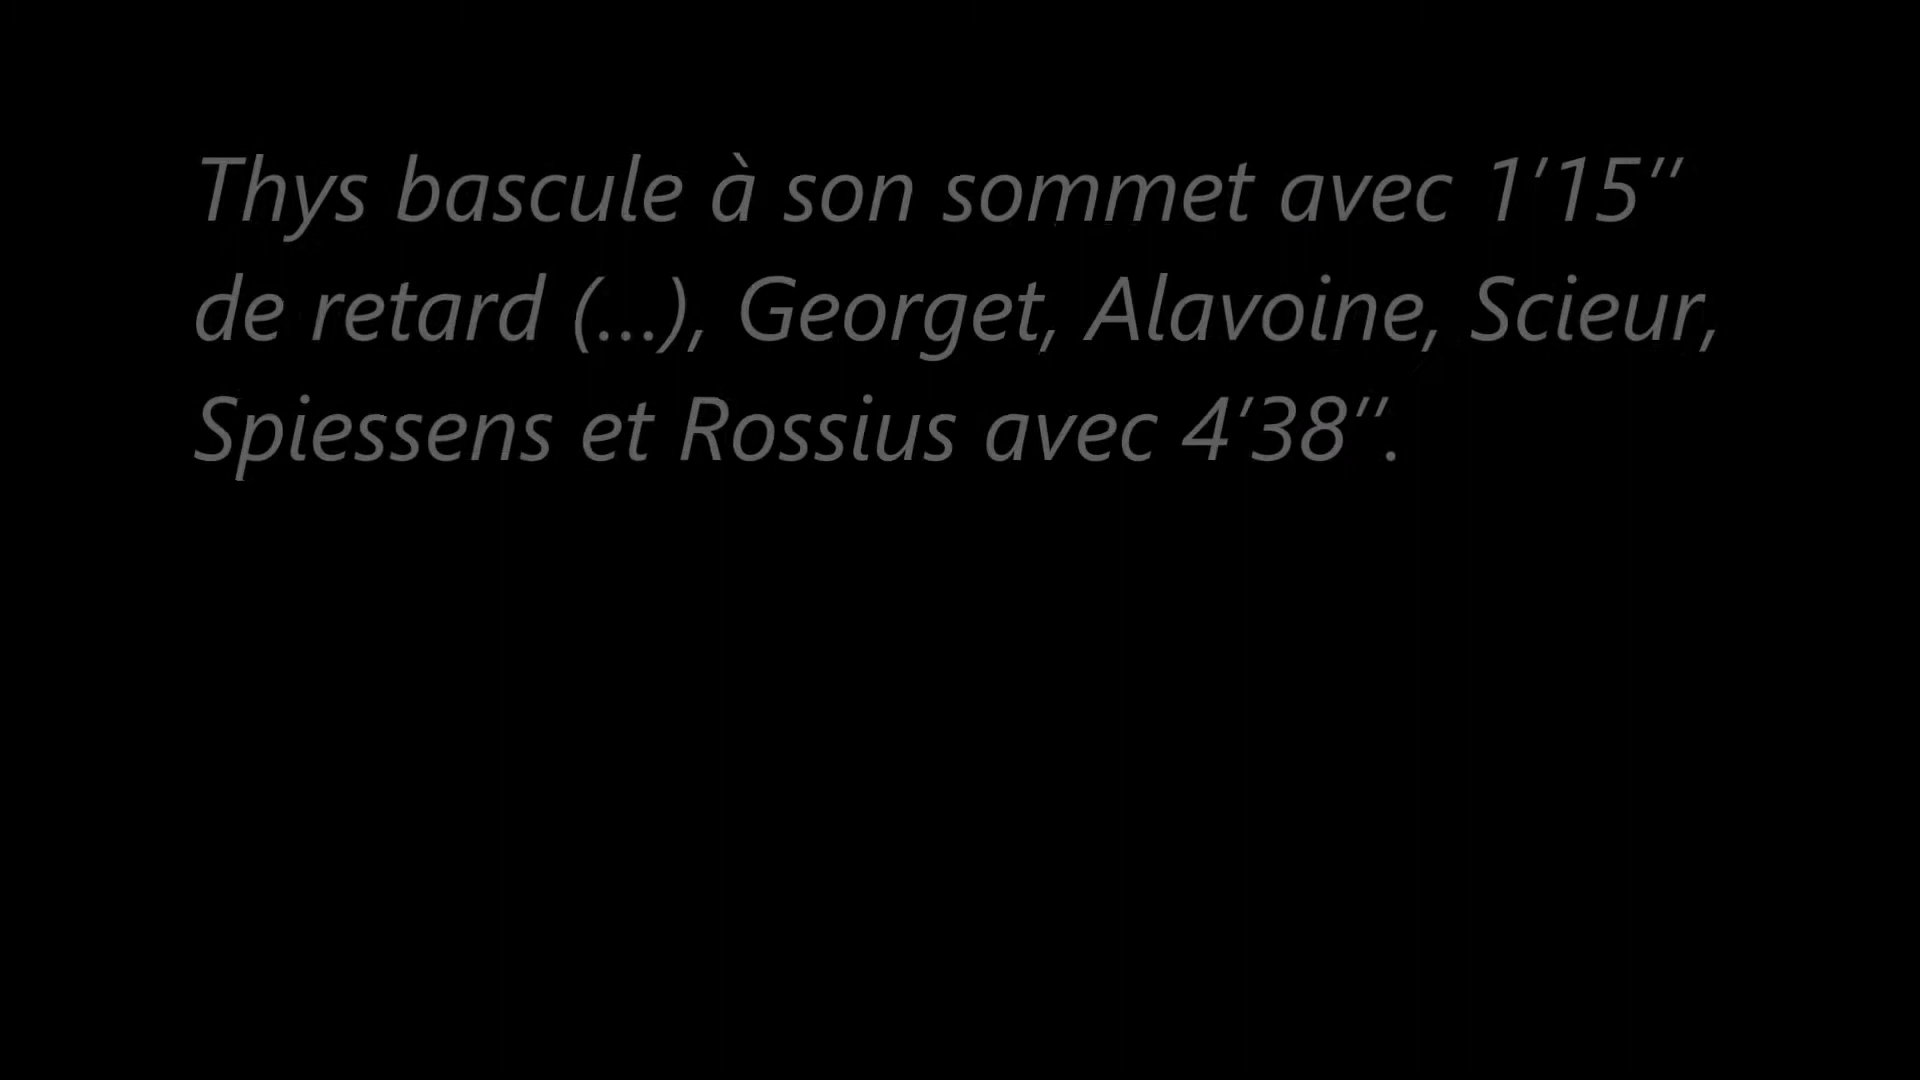 Thys bascule à son sommet avec 1’15’’
de retard (...), Georget, Alavoine, Scieur,
Spiessens et Rossius avec 4’38’’.